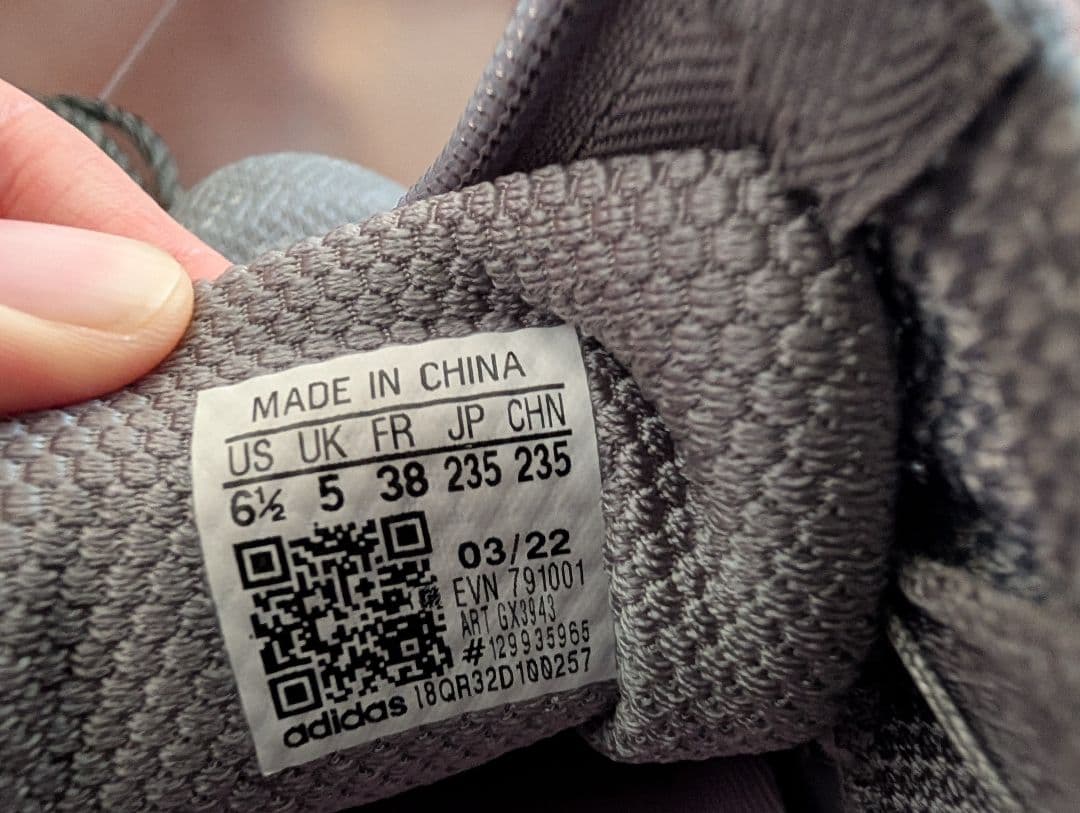 MADE IN CHINA
US UK FR JP CHN
6½ 5 38 235 235
03/22
EVN 791001
ART GX3943
#129935965
adidas 18QR32D100257